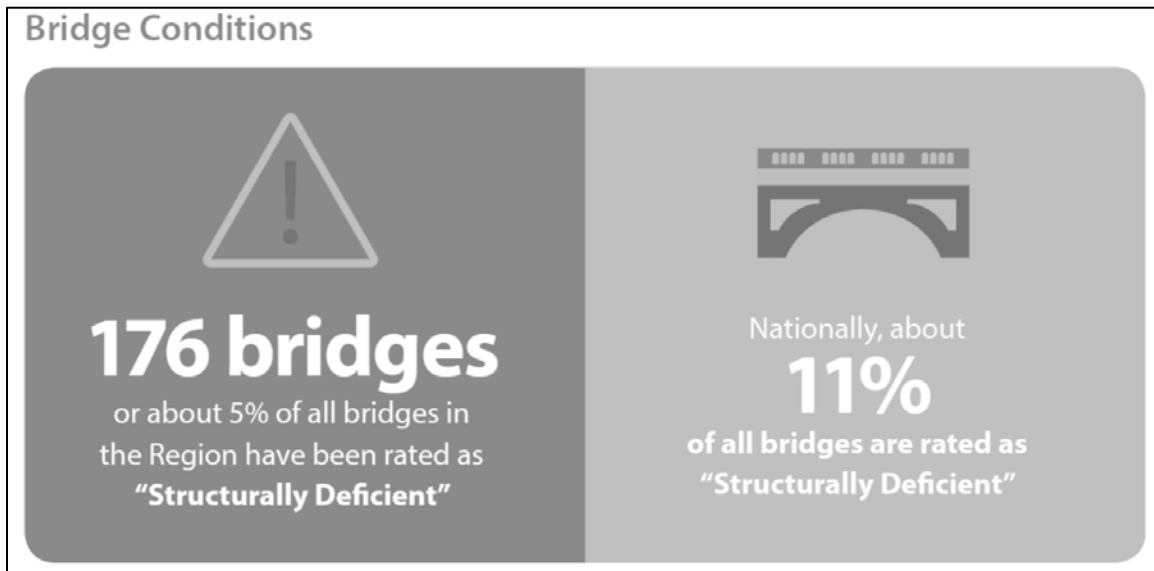 Bridge Conditions
176 bridges
or about 5% of all bridges in
the Region have been rated as
“Structurally Deficient”
Nationally, about
11%
of all bridges are rated as
“Structurally Deficient”